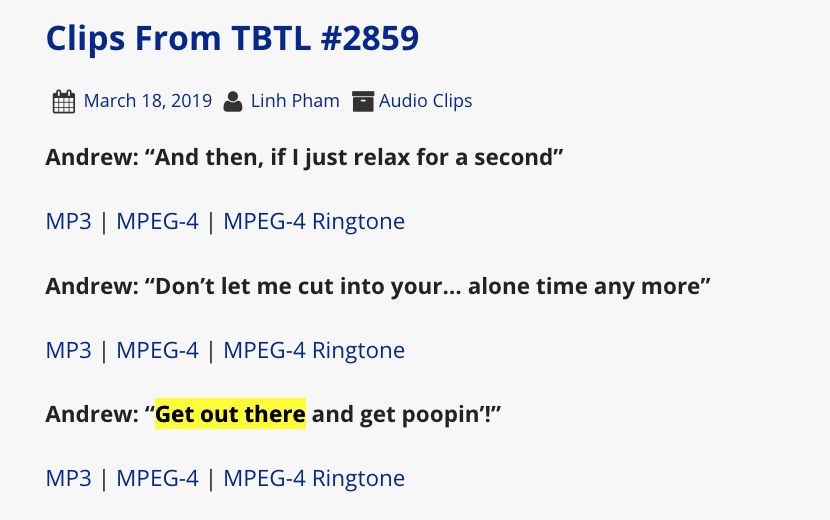 Clips From TBTL #2859
March 18, 2019 Linh Pham Audio Clips
Andrew: “And then, if I just relax for a second”
MP3 | MPEG-4 | MPEG-4 Ringtone
Andrew: “Don’t let me cut into your… alone time any more”
MP3 | MPEG-4 | MPEG-4 Ringtone
Andrew: “Get out there and get poopin’!”
MP3 | MPEG-4 | MPEG-4 Ringtone